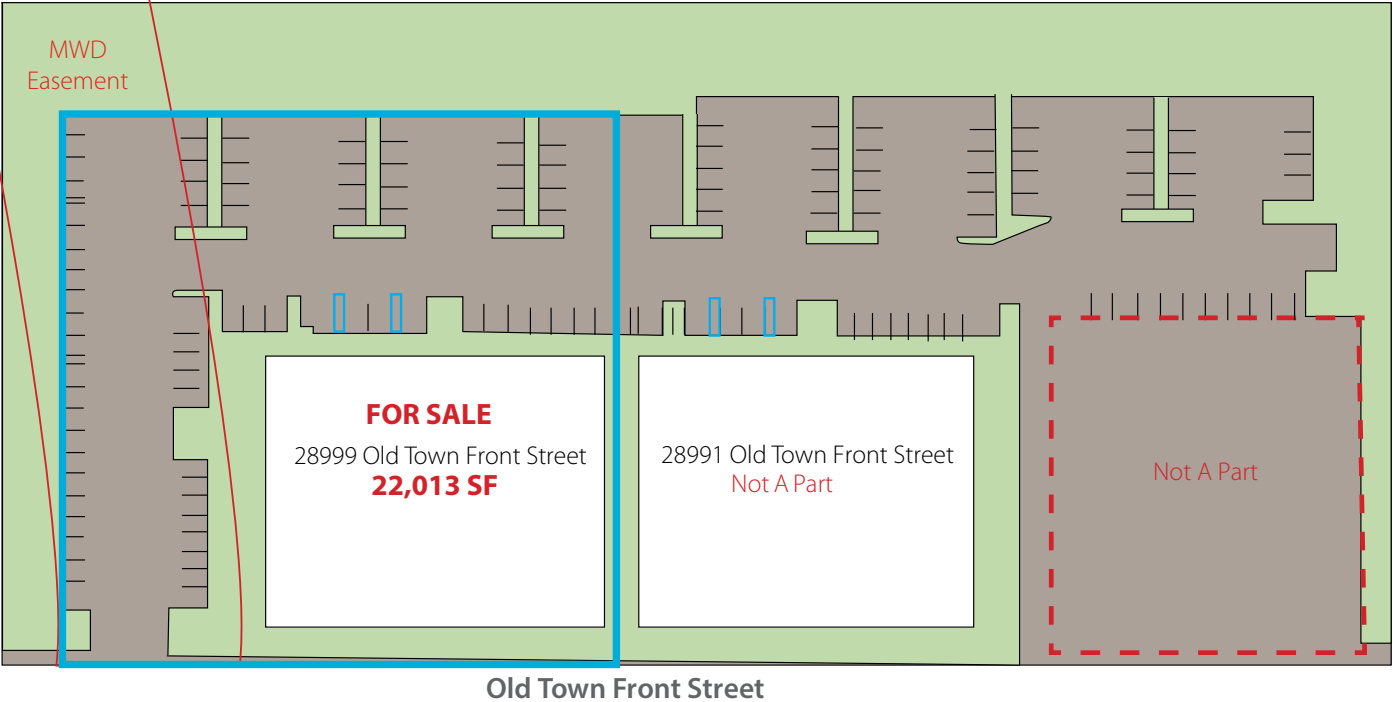 MWD
Easement
FOR SALE
28999 Old Town Front Street
22,013 SF
28991 Old Town Front Street
Not A Part
Not A Part
Old Town Front Street